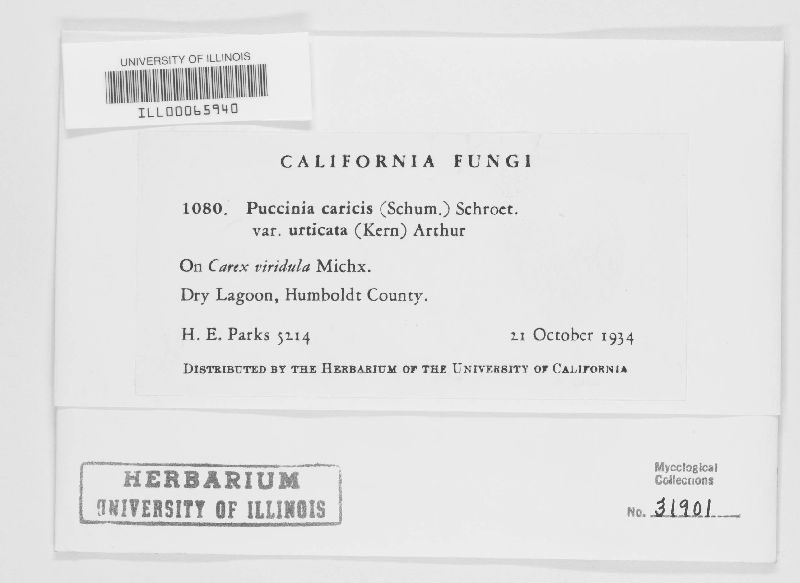 UNIVERSITY OF ILLINOIS
ILL00065940
CALIFORNIA FUNGI
1080. Puccinia caricis (Schum.) Schroet.
var. urticata (Kern) Arthur
On Carex viridula Michx.
Dry Lagoon, Humboldt County.
H. E. Parks 5214 21 October 1934
DISTRIBUTED BY THE HERBARIUM OF THE UNIVERSITY OF CALIFORNIA
HERBARIUM
UNIVERSITY OF ILLINOIS
Mycological
Collections
No. 31901